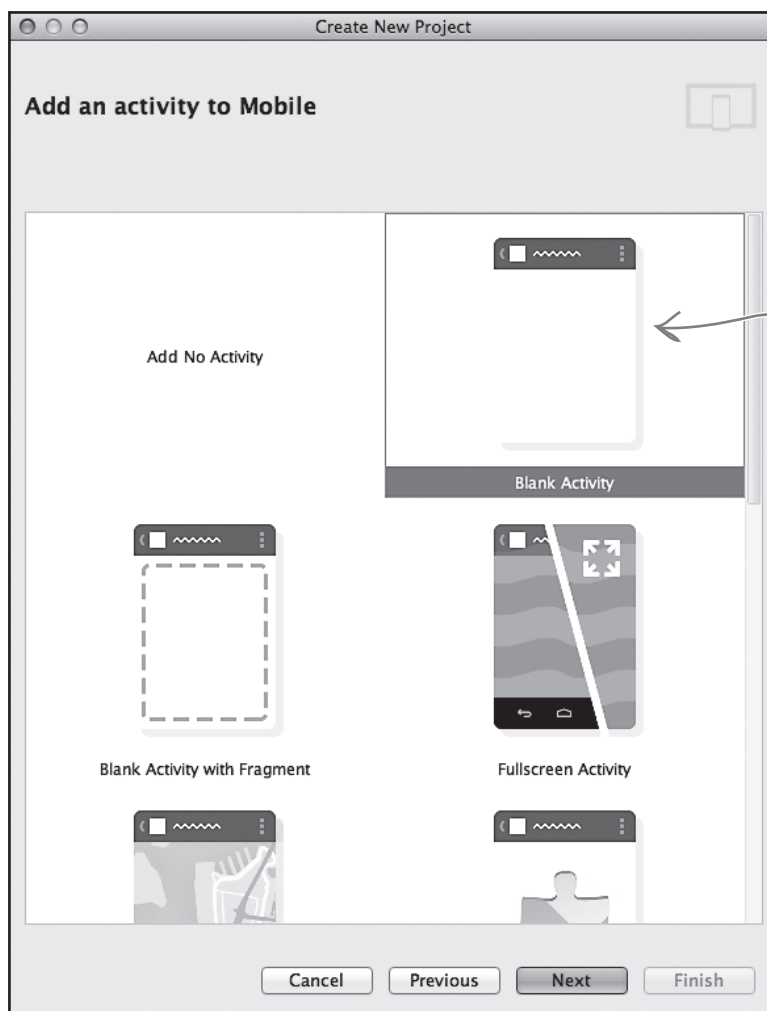 Create New Project
Add an activity to Mobile
Add No Activity
Blank Activity
Blank Activity with Fragment
Fullscreen Activity
Cancel
Previous
Next
Finish